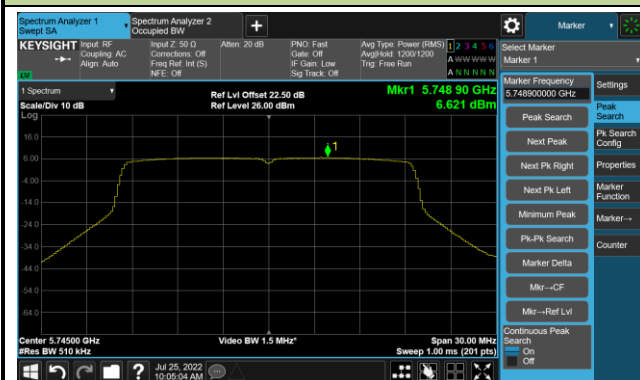 Spectrum Analyzer 1
Swept SA
Spectrum Analyzer 2
Occupied BW
+
Marker
KEYSIGHT
Input: RF
Coupling: AC
Align: Auto
Input Z: 50 Ω
Corrections: Off
Freq Ref: Int (S)
NFE: Off
Atten: 20 dB
PNO: Fast
Gate: Off
IF Gain: Low
Sig Track: Off
Avg Type: Power (RMS)
Avg|Hold: 1200/1200
Trig: Free Run
1 2 3 4 5 6
A W W W W W
A N N N N N
Select Marker
Marker 1
1 Spectrum
Scale/Div 10 dB
Log
Ref Lvl Offset 22.50 dB
Ref Level 26.00 dBm
Mkr1 5.748 90 GHz
6.621 dBm
16.0
6.00
-4.00
-14.0
-24.0
-34.0
-44.0
-54.0
-64.0
1
Center 5.74500 GHz
#Res BW 510 kHz
Video BW 1.5 MHz*
Span 30.00 MHz
Sweep 1.00 ms (201 pts)
Marker Frequency
5.748900000 GHz
Peak Search
Next Peak
Next Pk Right
Next Pk Left
Minimum Peak
Pk-Pk Search
Marker Delta
Mkr→CF
Mkr→Ref Lvl
Continuous Peak
Search
On
Off
Settings
Peak
Search
Pk Search
Config
Properties
Marker
Function
Marker→
Counter
?
Jul 25, 2022
10:05:04 AM